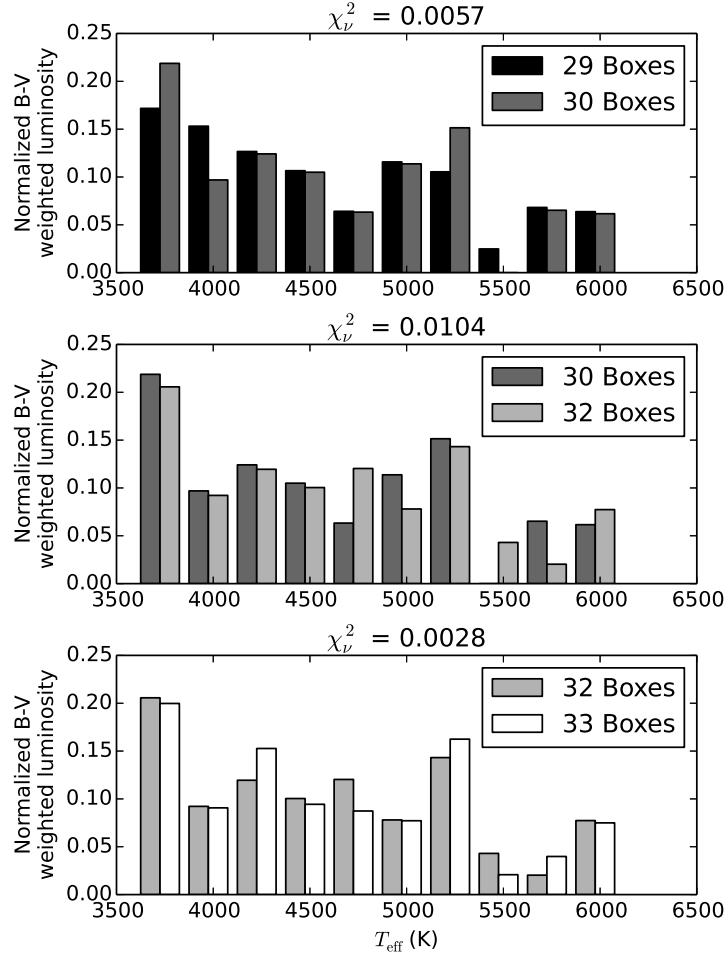 χ²ᵥ = 0.0057
0.25
0.20
0.15
0.10
0.05
0.00
Normalized B-V
weighted luminosity
29 Boxes
30 Boxes
3500 4000 4500 5000 5500 6000 6500
χ²ᵥ = 0.0104
0.25
0.20
0.15
0.10
0.05
0.00
Normalized B-V
weighted luminosity
30 Boxes
32 Boxes
3500 4000 4500 5000 5500 6000 6500
χ²ᵥ = 0.0028
0.25
0.20
0.15
0.10
0.05
0.00
Normalized B-V
weighted luminosity
32 Boxes
33 Boxes
3500 4000 4500 5000 5500 6000 6500
T_eff (K)